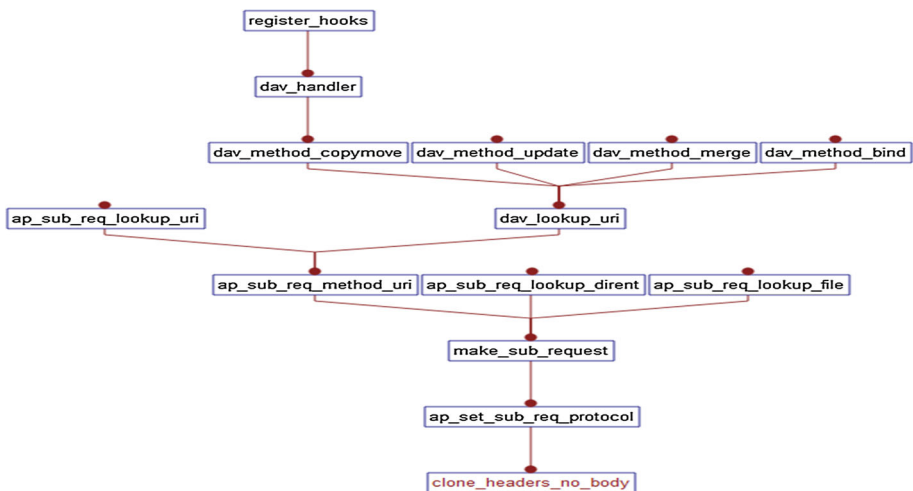 register_hooks
dav_handler
dav_method_copymove
dav_method_update
dav_method_merge
dav_method_bind
ap_sub_req_lookup_uri
dav_lookup_uri
ap_sub_req_method_uri
ap_sub_req_lookup_dirent
ap_sub_req_lookup_file
make_sub_request
ap_set_sub_req_protocol
clone_headers_no_body